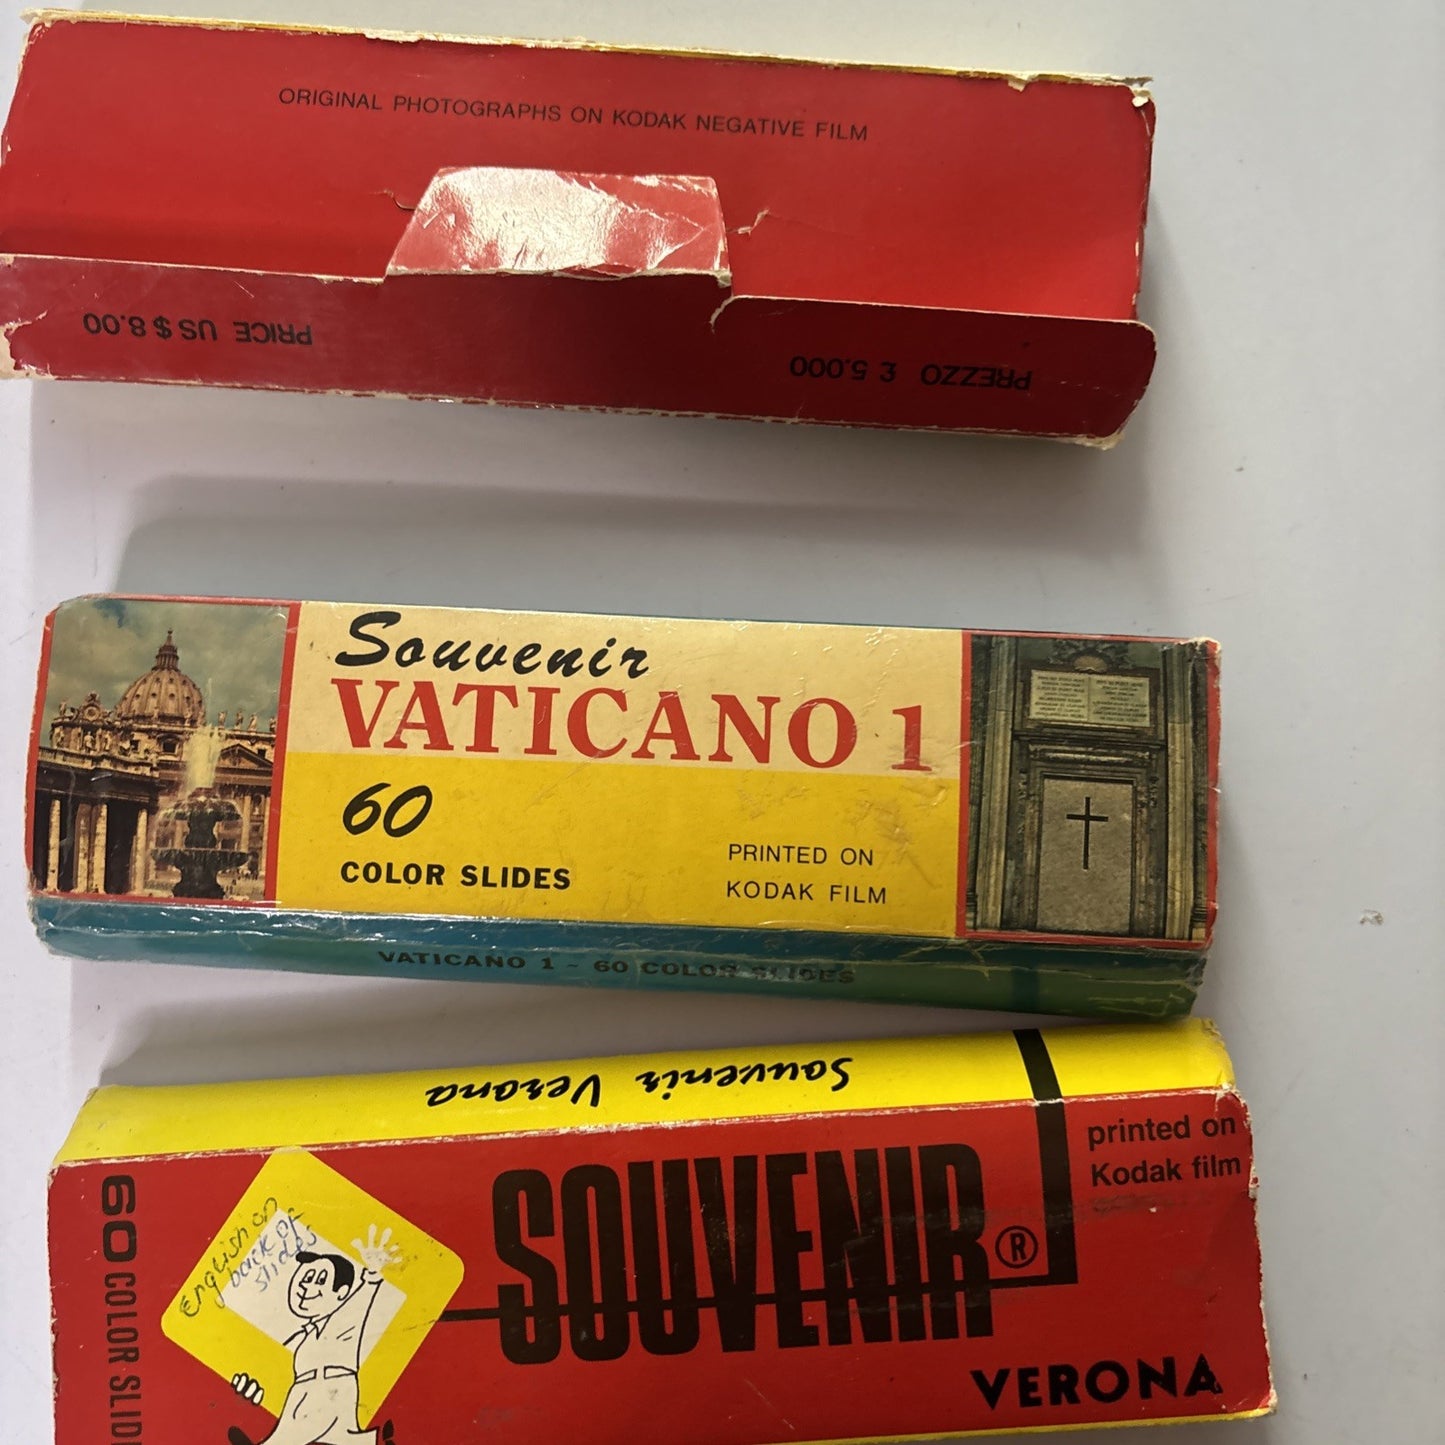 ORIGINAL PHOTOGRAPHS ON KODAK NEGATIVE FILM
PRICE US $ 8.00
PREZZO £ 5.000
Souvenir
VATICANO 1
60
COLOR SLIDES
PRINTED ON
KODAK FILM
VATICANO 1 - 60 COLOR SLIDES
Souvenir Verona
printed on
Kodak film
SOUVENIR ®
VERONA
60 COLOR SLID
English on
back of
slides